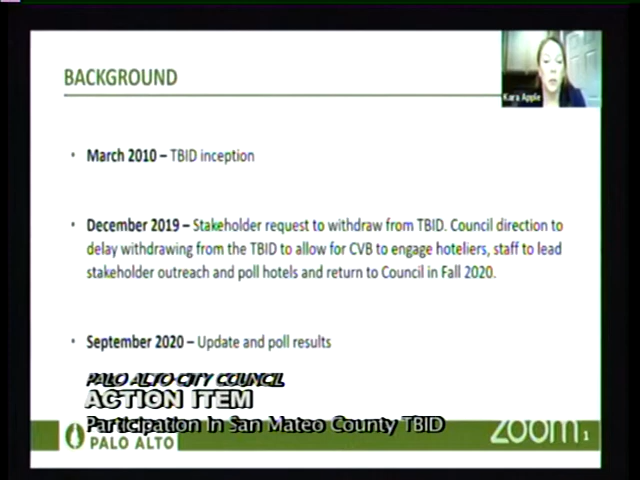 BACKGROUND
Kara Apple
• March 2010 – TBID inception
• December 2019 – Stakeholder request to withdraw from TBID. Council direction to
delay withdrawing from the TBID to allow for CVB to engage hoteliers, staff to lead
stakeholder outreach and poll hotels and return to Council in Fall 2020.
• September 2020 – Update and poll results
PALO ALTO CITY COUNCIL
ACTION ITEM
Participation in San Mateo County TBID
PALO ALTO
zoom
1